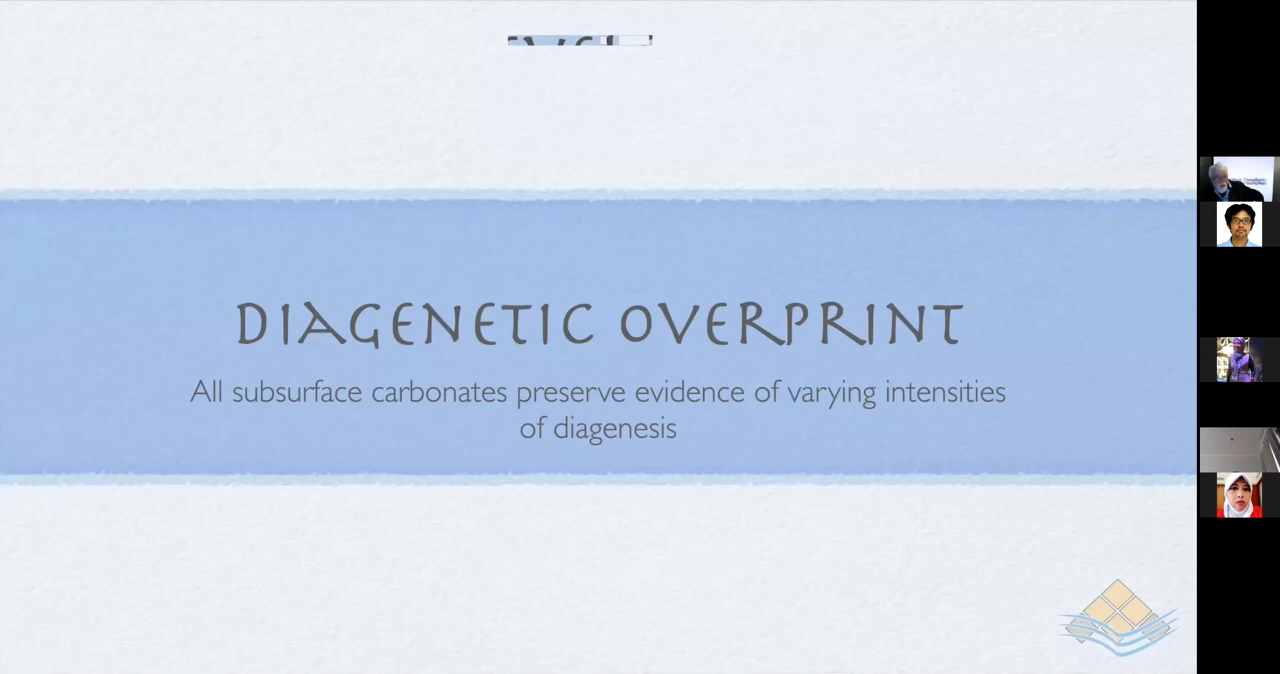 DIAGENETIC OVERPRINT
All subsurface carbonates preserve evidence of varying intensities
of diagenesis